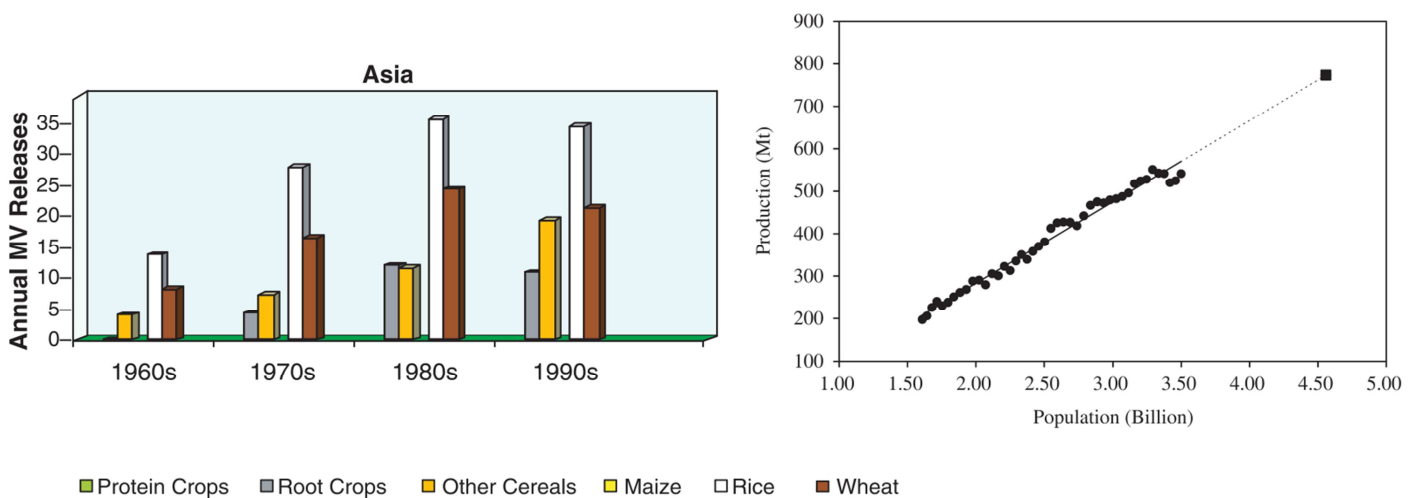 Asia
Annual MV Releases
35
30
25
20
15
10
5
0
1960s 1970s 1980s 1990s
Protein Crops Root Crops Other Cereals Maize Rice Wheat
900
800
700
600
500
400
300
200
100
Production (Mt)
1.00 1.50 2.00 2.50 3.00 3.50 4.00 4.50 5.00
Population (Billion)